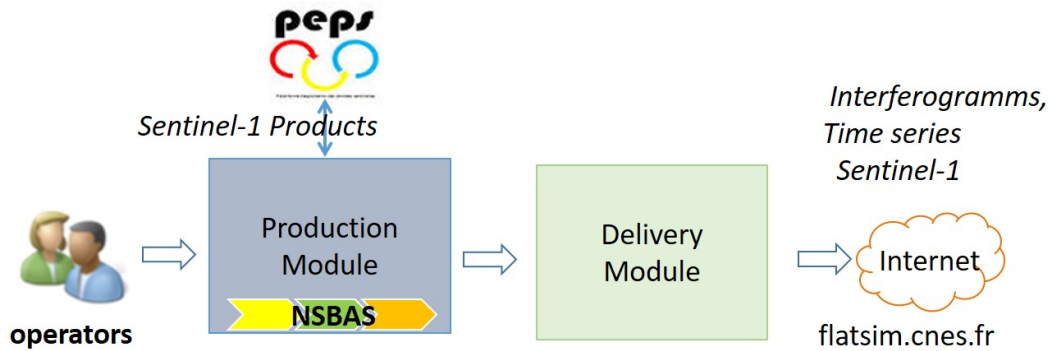 peps
Sentinel-1 Products
Interferogramms,
Time series
Sentinel-1
Production
Module
NSBAS
Delivery
Module
Internet
operators
flatsim.cnes.fr